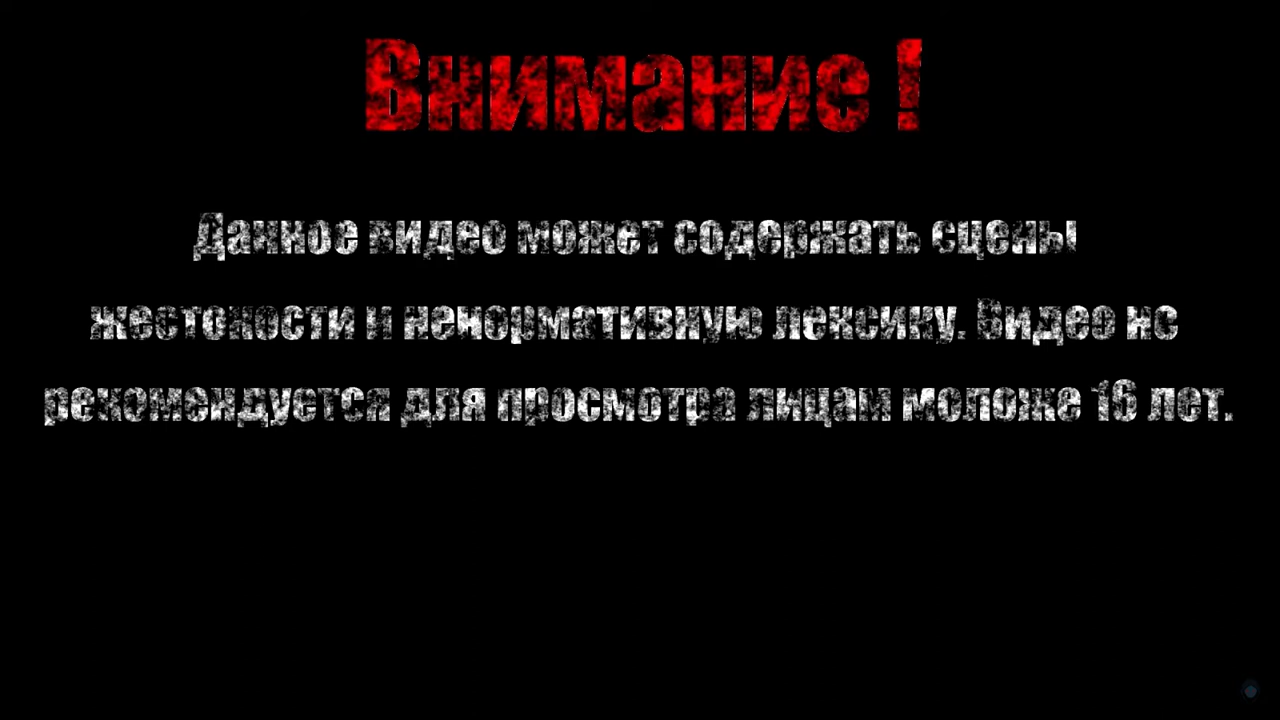 Внимание !
Данное видео может содержать сцены
жестокости и ненормативную лексику. Видео не
рекомендуется для просмотра лицам моложе 16 лет.